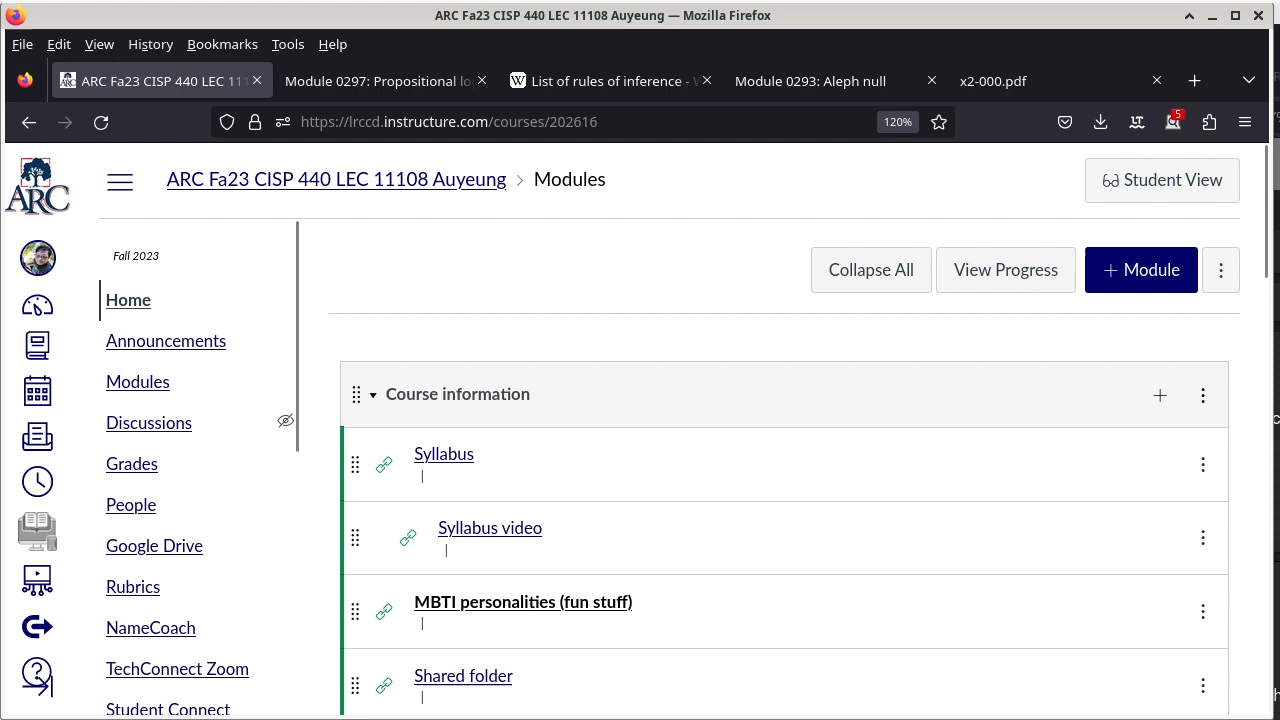 ARC Fa23 CISP 440 LEC 11108 Auyeung — Mozilla Firefox
File Edit View History Bookmarks Tools Help
ARC Fa23 CISP 440 LEC 111 Module 0297: Propositional lo List of rules of inference - Module 0293: Aleph null x2-000.pdf
https://lrccd.instructure.com/courses/202616 120% 5
ARC
ARC Fa23 CISP 440 LEC 11108 Auyeung > Modules
Student View
Fall 2023
Home
Announcements
Modules
Discussions
Grades
People
Google Drive
Rubrics
NameCoach
TechConnect Zoom
Student Connect
Collapse All View Progress + Module
Course information
Syllabus
|
Syllabus video
|
MBTI personalities (fun stuff)
|
Shared folder
|